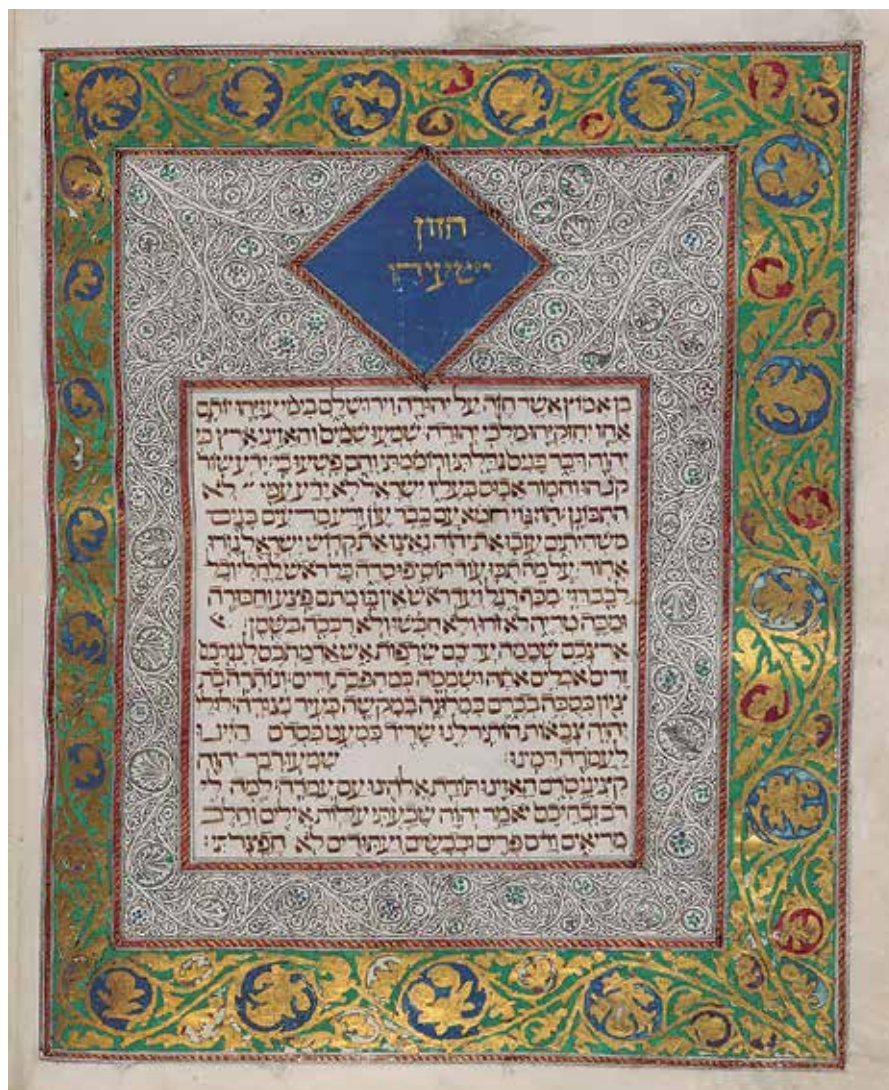 חזון
ישעיהו
בן אמוץ אשר חזה על יהודה וירושלם בימי עזיהו יותם
אחז יחזקיהו מלכי יהודה׃ שמעו שמים והאזיני ארץ כי
יהוה דבר בנים גדלתי ורוממתי והם פשעו בי׃ ידע שור
קנהו וחמור אבוס בעליו ישראל לא ידע עמי לא
התבונן׃ הוי גוי חטא עם כבד עון זרע מרעים בנים
משחיתים עזבו את יהוה נאצו את קדוש ישראל נזרו
אחור׃ על מה תכו עוד תוסיפו סרה כל ראש לחלי וכל
לבב דוי׃ מכף רגל ועד ראש אין בו מתם פצע וחבורה
ומכה טריה לא זרו ולא חבשו ולא רככה בשמן׃
ארצכם שממה עריכם שרפות אש אדמתכם לנגדכם
זרים אכלים אתה ושממה כמהפכת זרים׃ ונותרה בת
ציון כסכה בכרם כמלונה במקשה כעיר נצורה׃ לולי
יהוה צבאות הותיר לנו שריד כמעט כסדם היינו
לעמרה דמינו׃ שמעו דבר יהוה
קציני סדם האזינו תורת אלהינו עם עמרה׃ למה לי
רב זבחיכם יאמר יהוה שבעתי עלות אילים וחלב
מריאים ודם פרים וכבשים ועתודים לא חפצתי׃